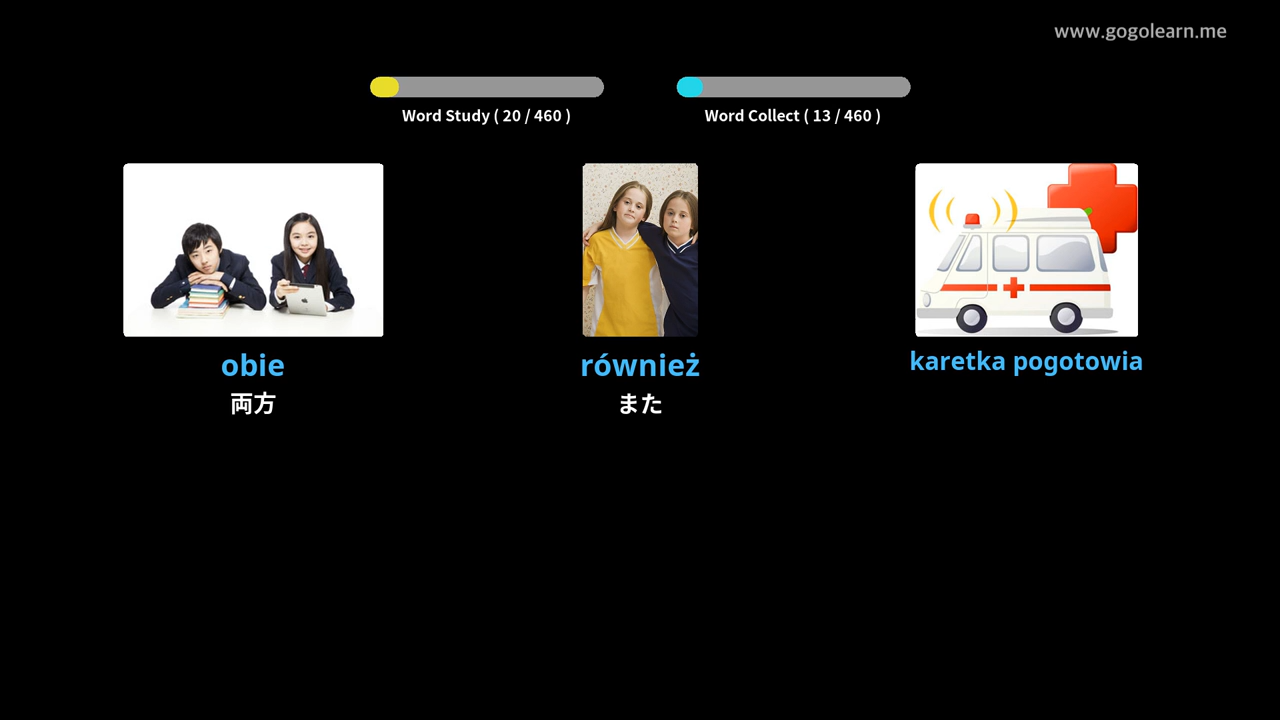 www.gogolearn.me
Word Study ( 20 / 460 )
Word Collect ( 13 / 460 )
obie
両方
również
また
karetka pogotowia